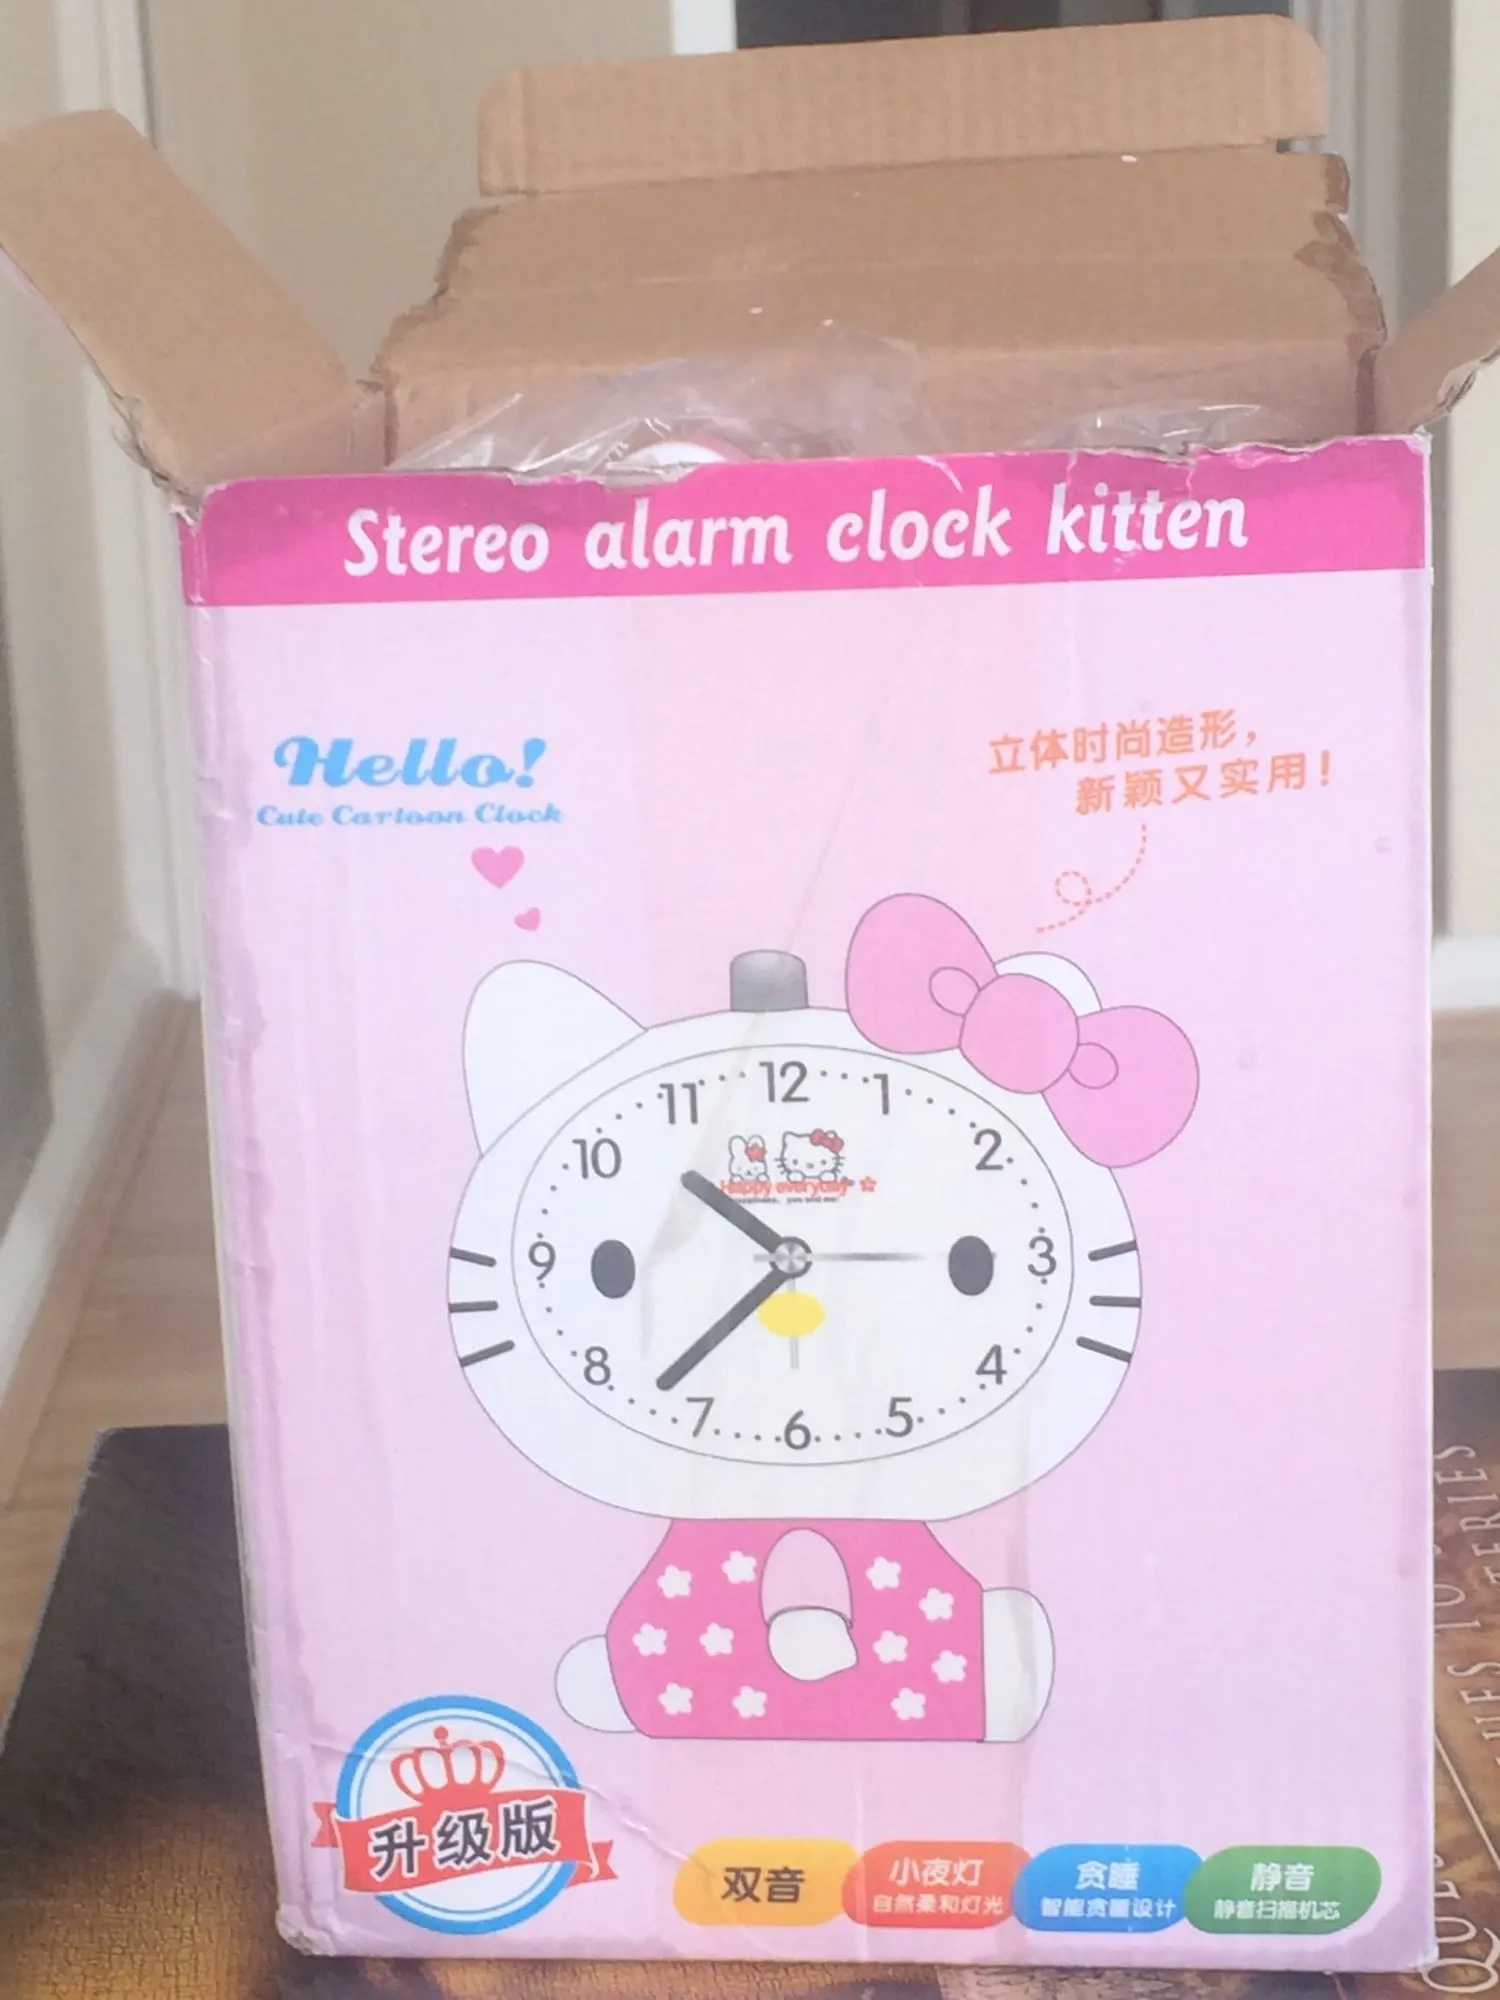 Stereo alarm clock kitten
Hello!
Cute Cartoon Clock
立体时尚造形，
新颖又实用！
12
11
1
10
2
Happy everyday
9
3
8
4
7
5
6
升级版
双音
小夜灯
自然柔和灯光
贪睡
智能贪睡设计
静音
静音扫描机芯